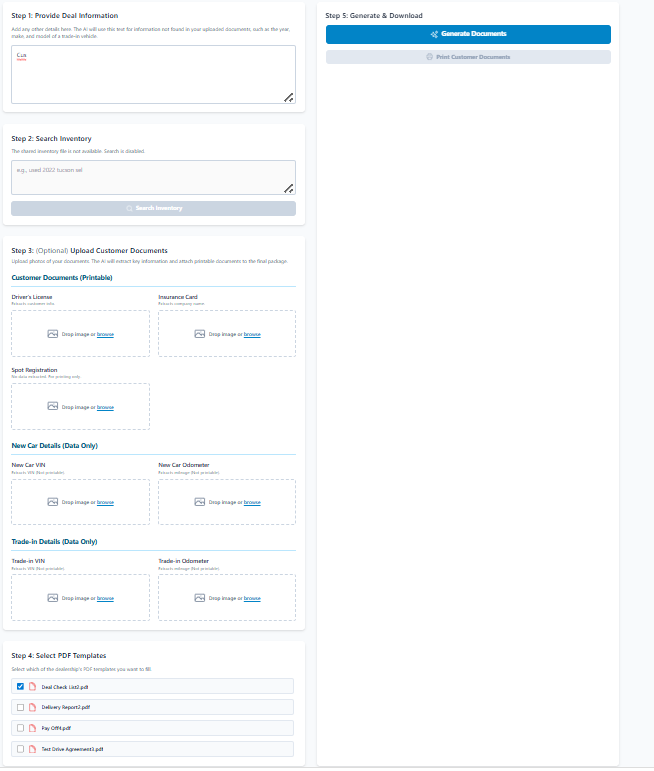 Step 1: Provide Deal Information
Add any other details here. The AI will use this text for information not found in your uploaded documents, such as the year,
make, and model of a trade-in vehicle.
Cus
Step 2: Search Inventory
The shared inventory file is not available. Search is disabled.
e.g., used 2022 tucson sel
Search Inventory
Step 3: (Optional) Upload Customer Documents
Upload photos of your documents. The AI will extract key information and attach printable documents to the final package.
Customer Documents (Printable)
Driver's License
Extracts customer info
Drop image or browse
Insurance Card
Extracts company name
Drop image or browse
Spot Registration
No data extracted. For printing only
Drop image or browse
New Car Details (Data Only)
New Car VIN
Extracts VIN (Not printable)
Drop image or browse
New Car Odometer
Extracts mileage (Not printable)
Drop image or browse
Trade-in Details (Data Only)
Trade-in VIN
Extracts VIN (Not printable)
Drop image or browse
Trade-in Odometer
Extracts mileage (Not printable)
Drop image or browse
Step 4: Select PDF Templates
Select which of the dealership's PDF templates you want to fill.
Deal Check List2.pdf
Delivery Report2.pdf
Pay Off4.pdf
Test Drive Agreement3.pdf
Step 5: Generate & Download
Generate Documents
Print Customer Documents